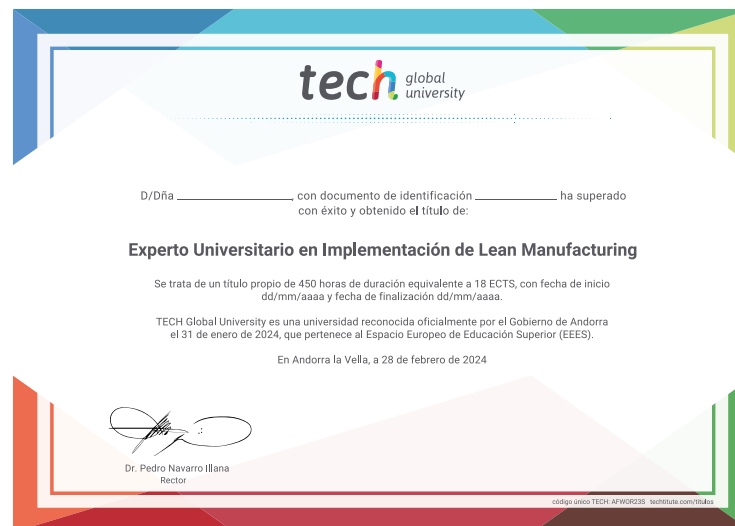 tech global university
D/Dña ____________________, con documento de identificación ______________ ha superado
con éxito y obtenido el título de:
Experto Universitario en Implementación de Lean Manufacturing
Se trata de un título propio de 450 horas de duración equivalente a 18 ECTS, con fecha de inicio
dd/mm/aaaa y fecha de finalización dd/mm/aaaa.
TECH Global University es una universidad reconocida oficialmente por el Gobierno de Andorra
el 31 de enero de 2024, que pertenece al Espacio Europeo de Educación Superior (EEES).
En Andorra la Vella, a 28 de febrero de 2024
Dr. Pedro Navarro Illana
Rector
código único TECH: AFWOR23S techtitute.com/titulos